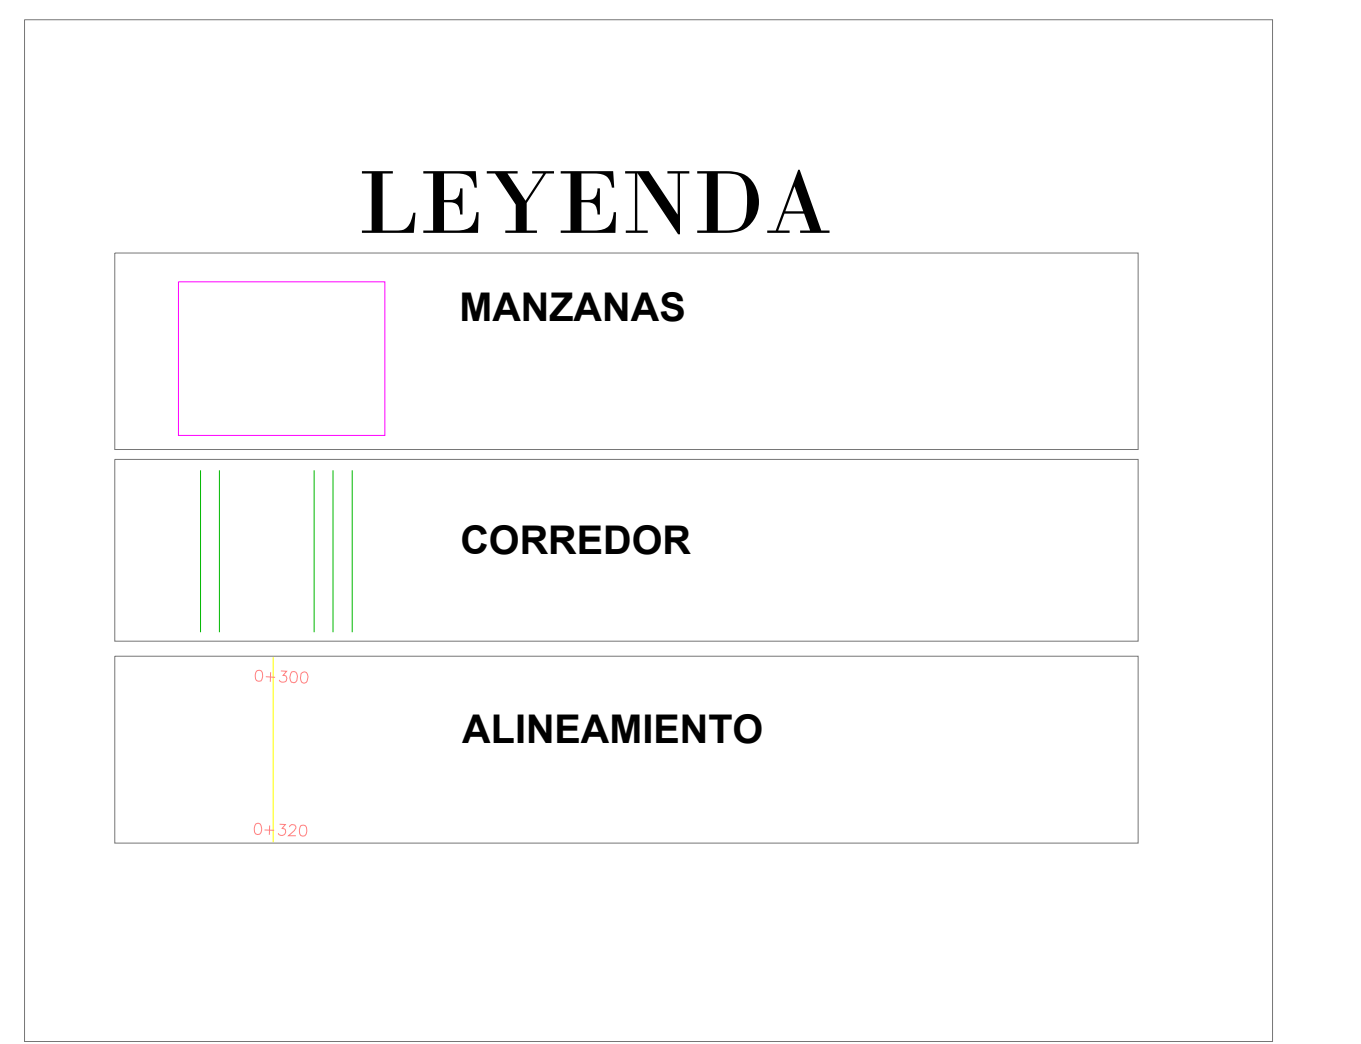 LEYENDA
MANZANAS
CORREDOR
0+300
ALINEAMIENTO
0+320